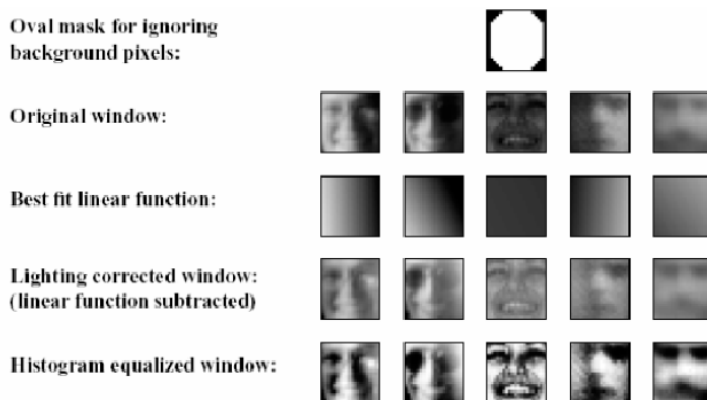 Oval mask for ignoring
background pixels:
Original window:
Best fit linear function:
Lighting corrected window:
(linear function subtracted)
Histogram equalized window: